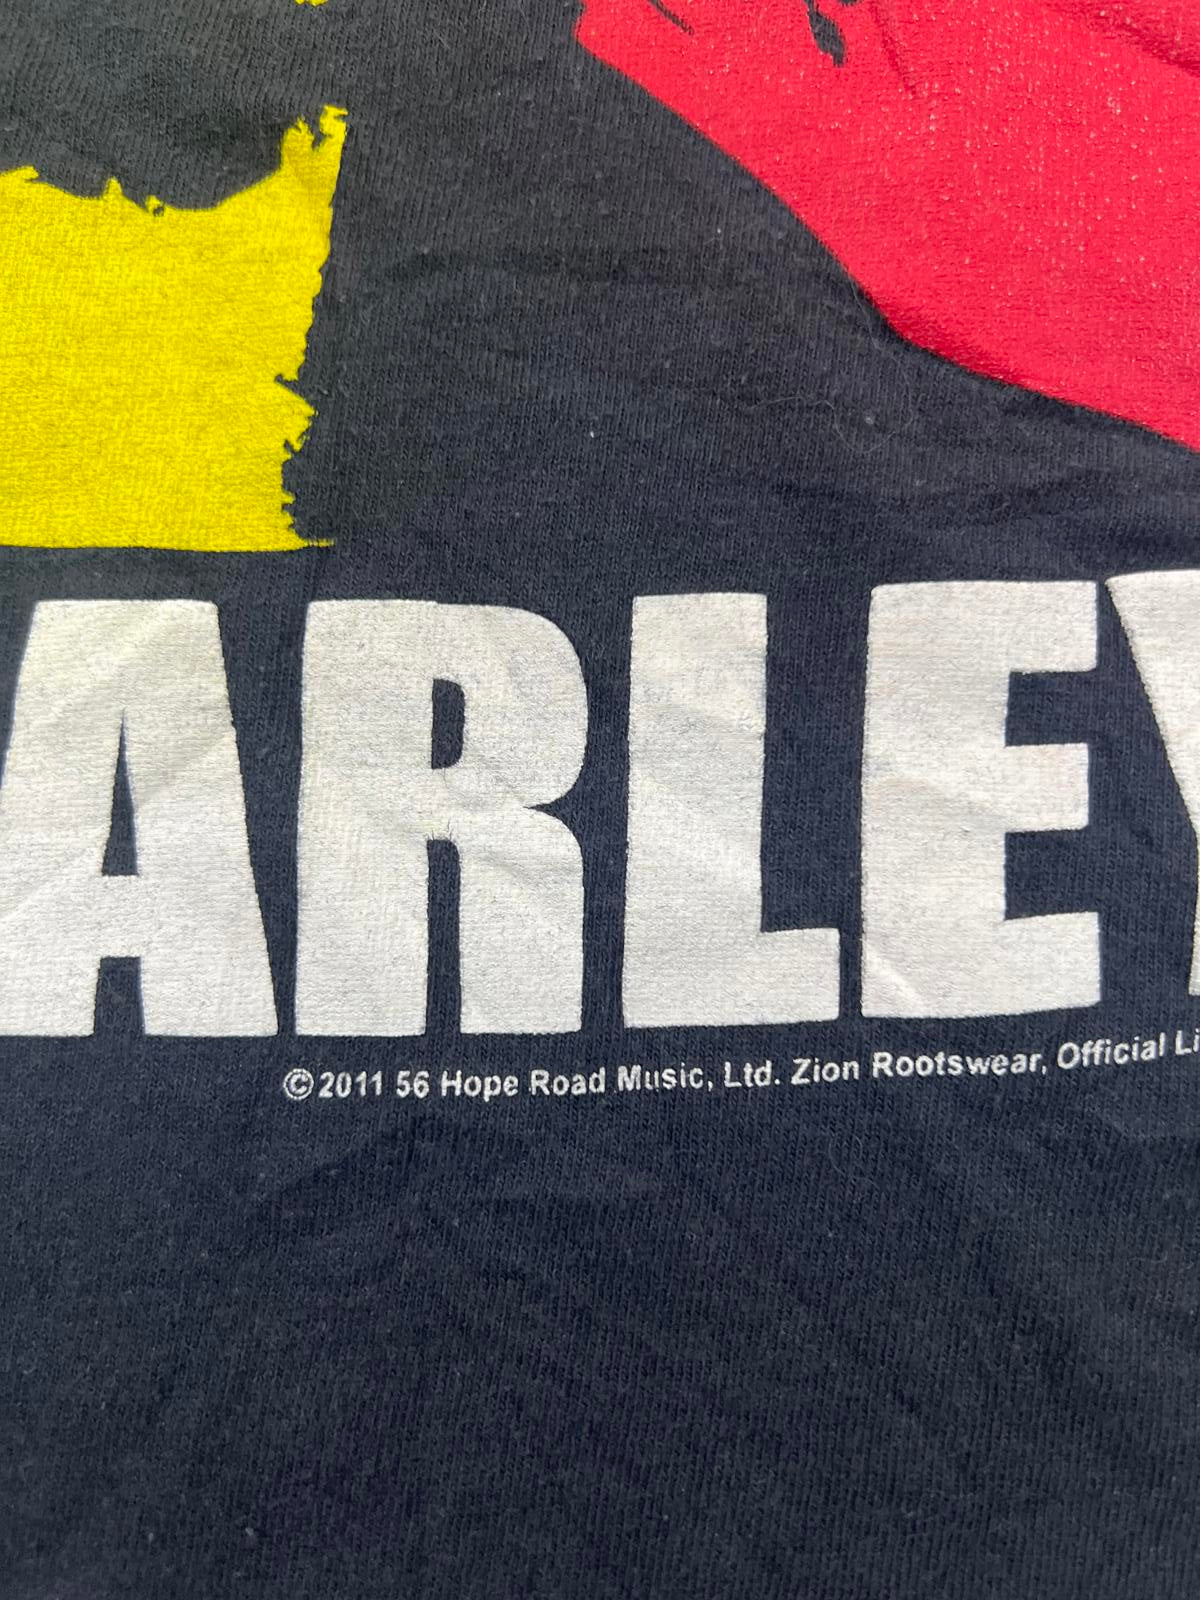 ARLEY
©2011 56 Hope Road Music, Ltd. Zion Rootswear, Official Li